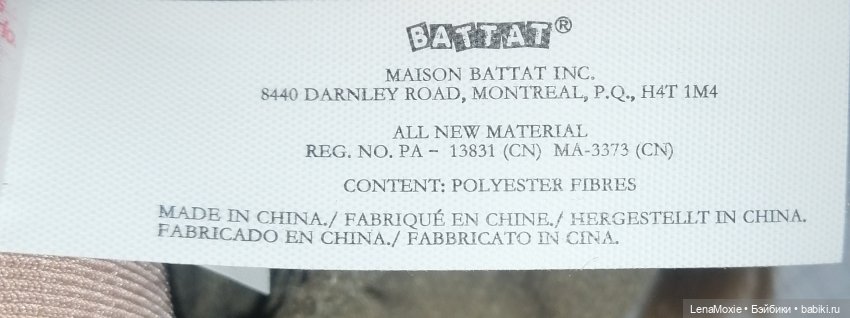 BATTAT®
MAISON BATTAT INC.
8440 DARNLEY ROAD, MONTREAL, P.Q., H4T 1M4
ALL NEW MATERIAL
REG. NO. PA - 13831 (CN) MA-3373 (CN)
CONTENT: POLYESTER FIBRES
MADE IN CHINA./ FABRIQUÉ EN CHINE./ HERGESTELLT IN CHINA.
FABRICADO EN CHINA./ FABBRICATO IN CINA.
LenaMoxie • Бэйбики • babiki.ru